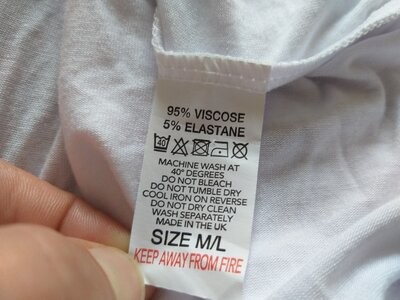 95% VISCOSE
5% ELASTANE
40
MACHINE WASH AT
40° DEGREES
DO NOT BLEACH
DO NOT TUMBLE DRY
COOL IRON ON REVERSE
DO NOT DRY CLEAN
WASH SEPARATELY
MADE IN THE UK
SIZE M/L
KEEP AWAY FROM FIRE